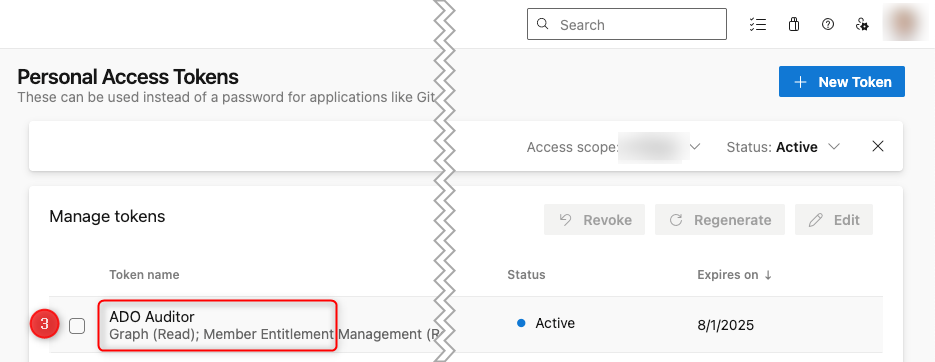 Search
Personal Access Tokens
These can be used instead of a password for applications like Git
+ New Token
Access scope:
Status: Active
Manage tokens
Revoke
Regenerate
Edit
Token name
Status
Expires on ↓
3
ADO Auditor
Graph (Read); Member Entitlement Management (R
Active
8/1/2025